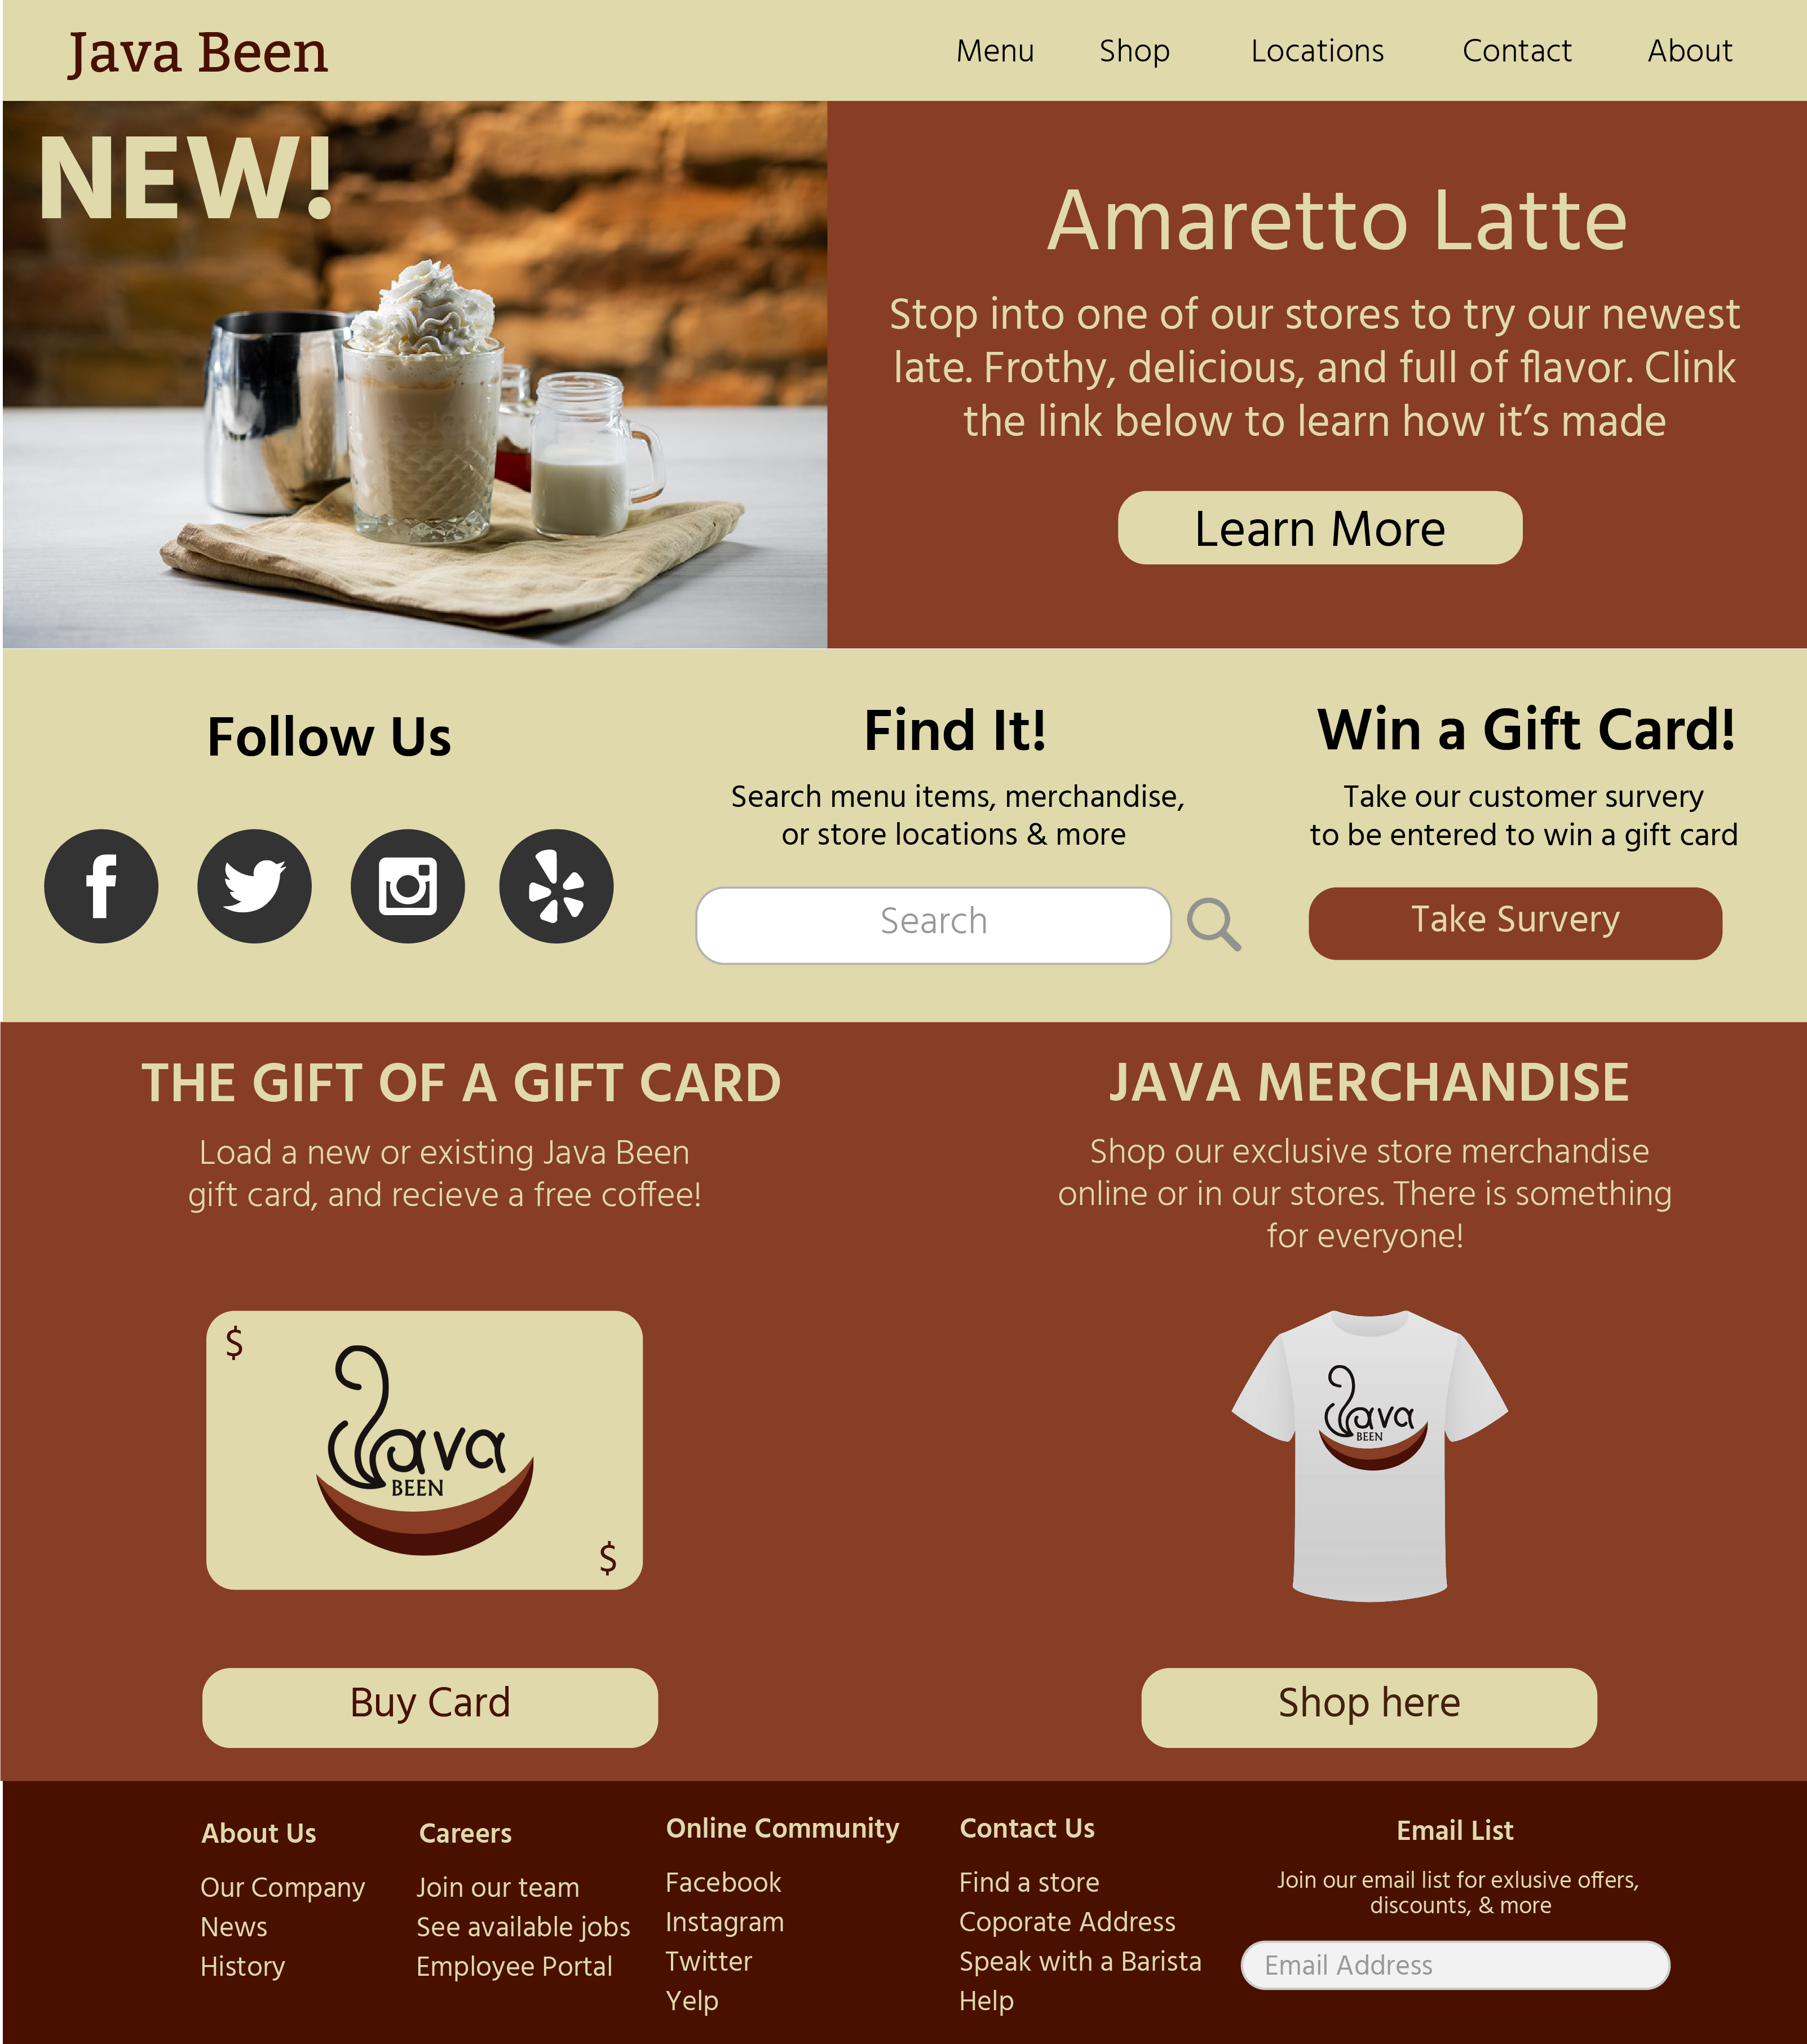 Java Been
Menu Shop Locations Contact About
NEW!
Amaretto Latte
Stop into one of our stores to try our newest
late. Frothy, delicious, and full of flavor. Clink
the link below to learn how it’s made
Learn More
Follow Us
Find It!
Search menu items, merchandise,
or store locations & more
Search
Win a Gift Card!
Take our customer survery
to be entered to win a gift card
Take Survery
THE GIFT OF A GIFT CARD
Load a new or existing Java Been
gift card, and recieve a free coffee!
$
Java
BEEN
$
Buy Card
JAVA MERCHANDISE
Shop our exclusive store merchandise
online or in our stores. There is something
for everyone!
Java
BEEN
Shop here
About Us
Our Company
News
History
Careers
Join our team
See available jobs
Employee Portal
Online Community
Facebook
Instagram
Twitter
Yelp
Contact Us
Find a store
Coporate Address
Speak with a Barista
Help
Email List
Join our email list for exlusive offers,
discounts, & more
Email Address